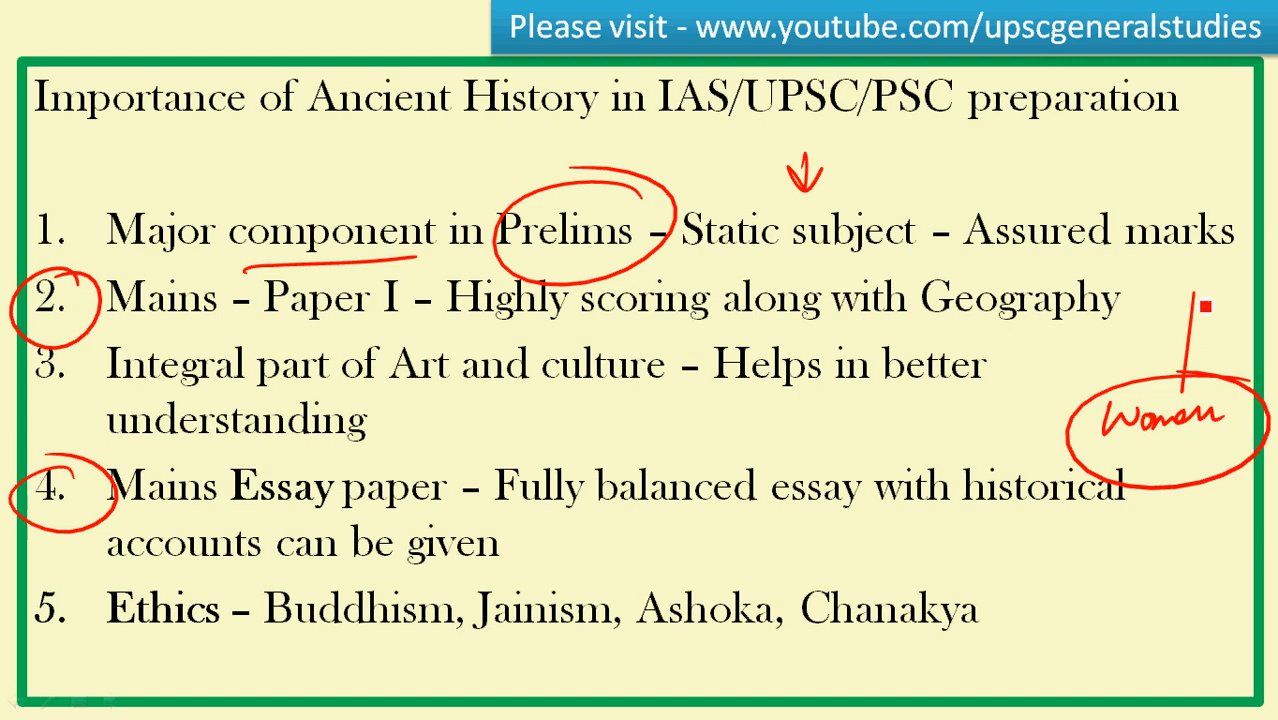 Please visit - www.youtube.com/upscgeneralstudies
Importance of Ancient History in IAS/UPSC/PSC preparation
1. Major component in Prelims – Static subject – Assured marks
2. Mains – Paper I – Highly scoring along with Geography
3. Integral part of Art and culture – Helps in better
understanding
Women
4. Mains Essay paper – Fully balanced essay with historical
accounts can be given
5. Ethics – Buddhism, Jainism, Ashoka, Chanakya